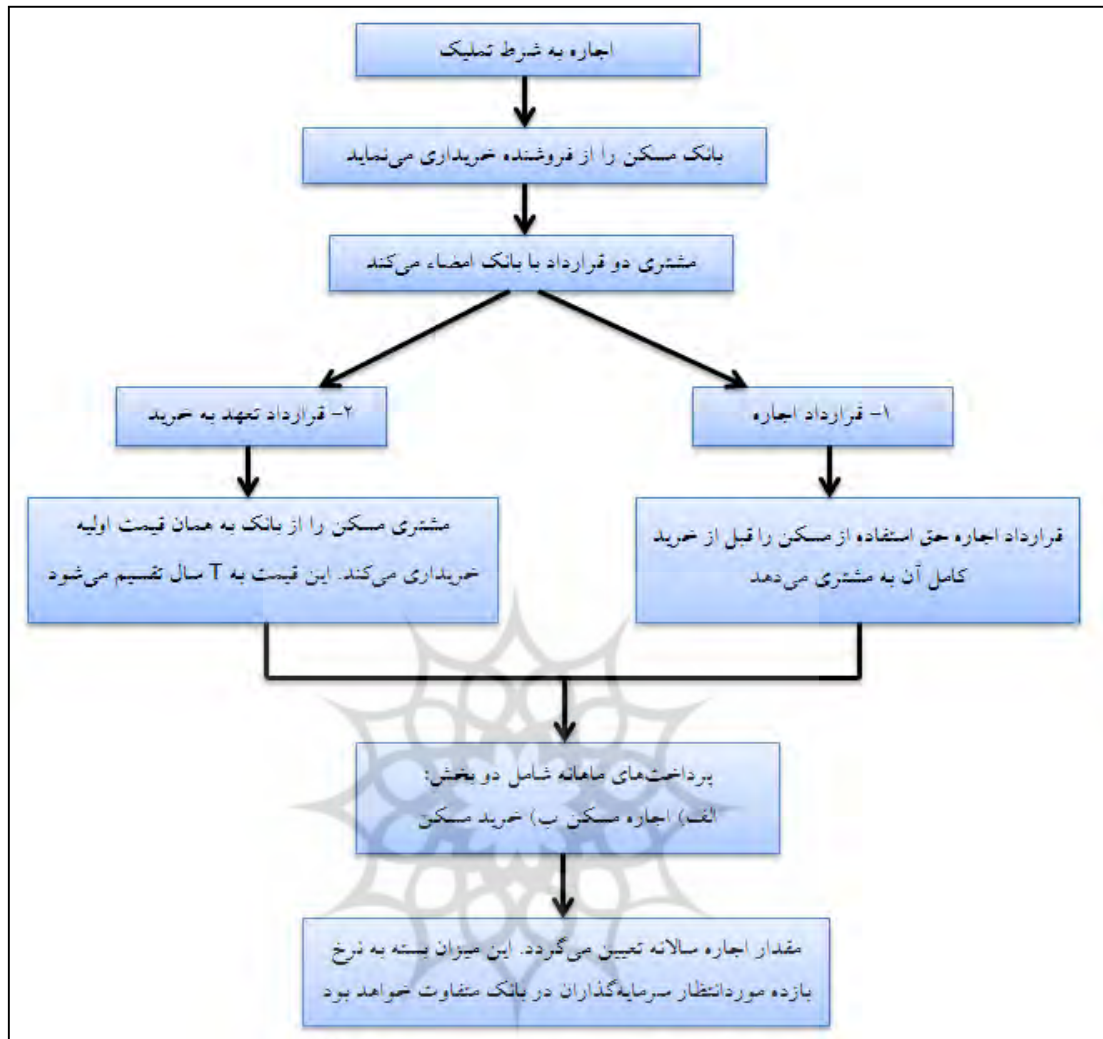 اجاره به شرط تملیک
بانک مسکن را از فروشنده خریداری می‌نماید
مشتری دو قرارداد با بانک امضاء می‌کند
۱- قرارداد اجاره
۲- قرارداد تعهد به خرید
قرارداد اجاره حق استفاده از مسکن را قبل از خرید
کامل آن به مشتری می‌دهد
مشتری مسکن را از بانک به همان قیمت اولیه
خریداری می‌کند. این قیمت به T سال تقسیم می‌شود
پرداخت‌های ماهانه شامل دو بخش:
الف) اجاره مسکن ب) خرید مسکن
مقدار اجاره سالانه تعیین می‌گردد. این میزان بسته به نرخ
بازده موردانتظار سرمایه‌گذاران در بانک متفاوت خواهد بود